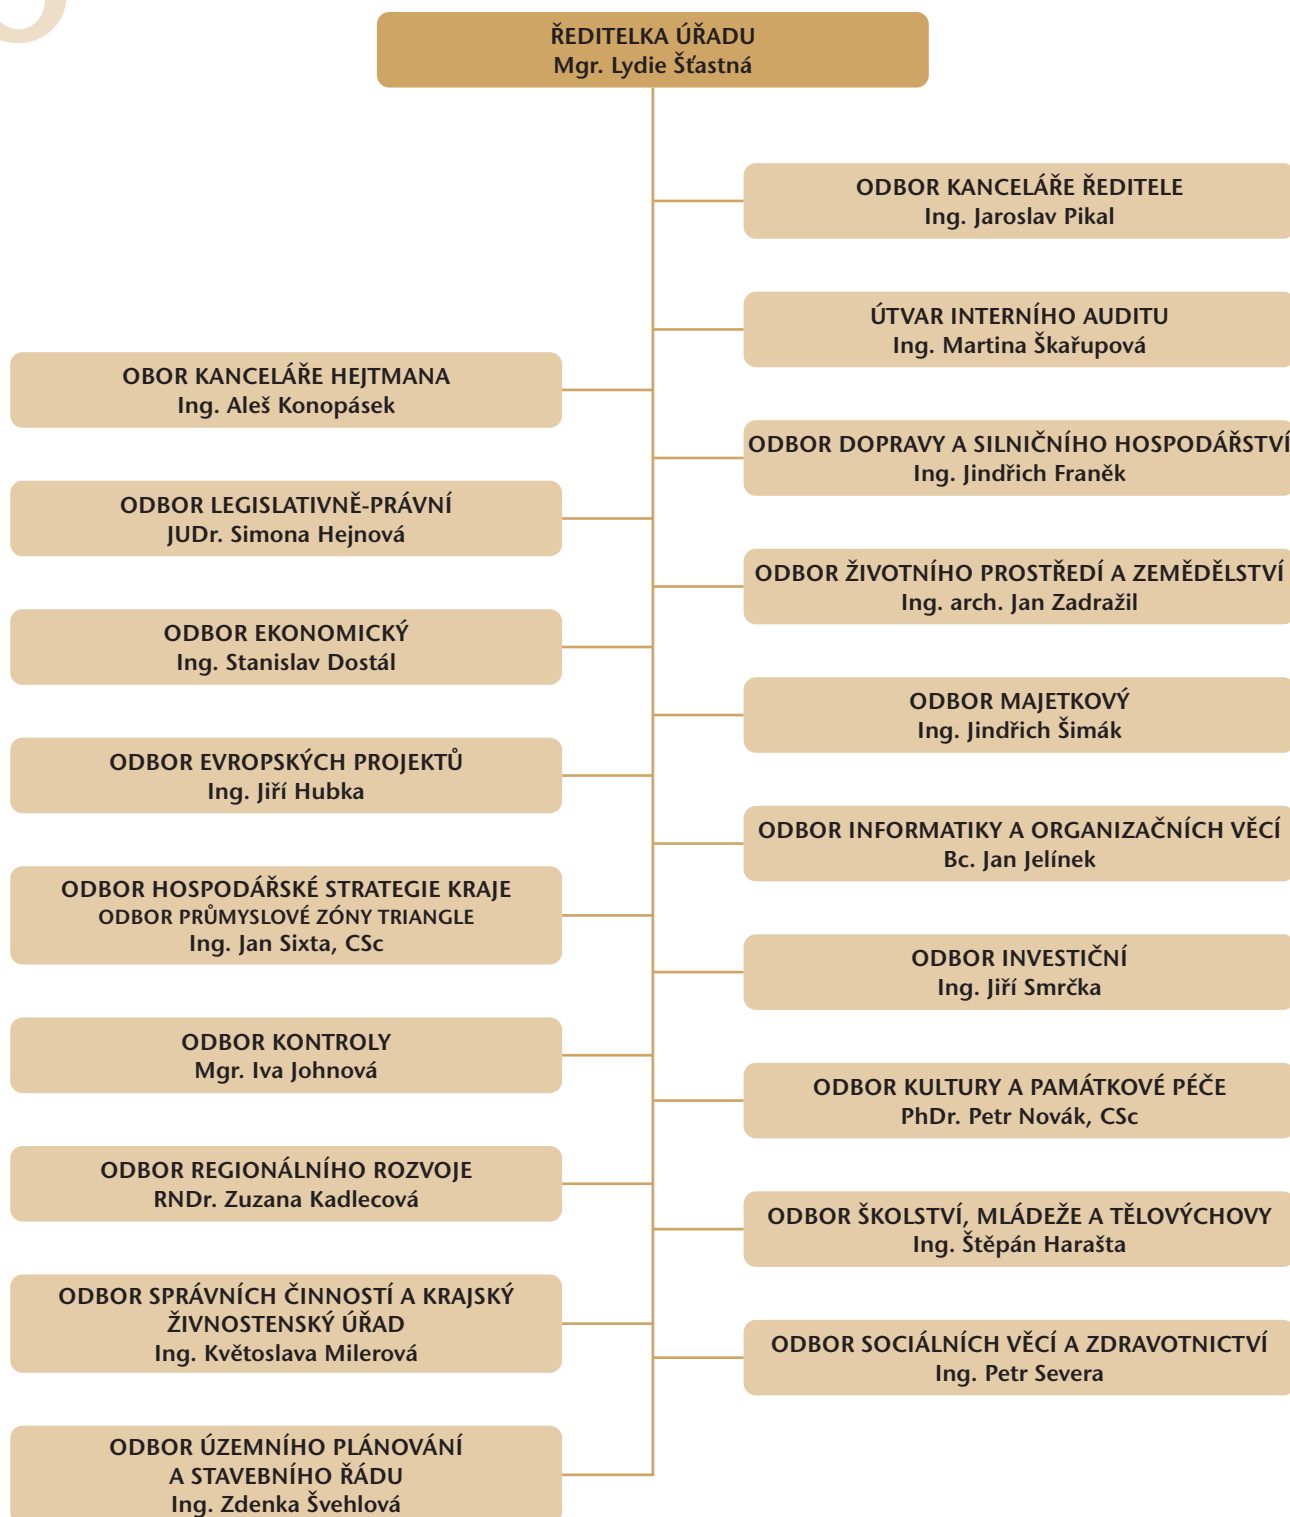 ŘEDITELKA ÚŘADU
Mgr. Lydie Šťastná
ODBOR KANCELÁŘE ŘEDITELE
Ing. Jaroslav Pikal
ÚTVAR INTERNÍHO AUDITU
Ing. Martina Škařupová
OBOR KANCELÁŘE HEJTMANA
Ing. Aleš Konopásek
ODBOR DOPRAVY A SILNIČNÍHO HOSPODÁŘSTVÍ
Ing. Jindřich Franěk
ODBOR LEGISLATIVNĚ-PRÁVNÍ
JUDr. Simona Hejnová
ODBOR ŽIVOTNÍHO PROSTŘEDÍ A ZEMĚDĚLSTVÍ
Ing. arch. Jan Zadražil
ODBOR EKONOMICKÝ
Ing. Stanislav Dostál
ODBOR MAJETKOVÝ
Ing. Jindřich Šimák
ODBOR EVROPSKÝCH PROJEKTŮ
Ing. Jiří Hubka
ODBOR INFORMATIKY A ORGANIZAČNÍCH VĚCÍ
Bc. Jan Jelínek
ODBOR HOSPODÁŘSKÉ STRATEGIE KRAJE
ODBOR PRŮMYSLOVÉ ZÓNY TRIANGLE
Ing. Jan Sixta, CSc
ODBOR INVESTIČNÍ
Ing. Jiří Smrčka
ODBOR KONTROLY
Mgr. Iva Johnová
ODBOR KULTURY A PAMÁTKOVÉ PÉČE
PhDr. Petr Novák, CSc
ODBOR REGIONÁLNÍHO ROZVOJE
RNDr. Zuzana Kadlecová
ODBOR ŠKOLSTVÍ, MLÁDEŽE A TĚLOVÝCHOVY
Ing. Štěpán Harašta
ODBOR SPRÁVNÍCH ČINNOSTÍ A KRAJSKÝ
ŽIVNOSTENSKÝ ÚŘAD
Ing. Květoslava Milerová
ODBOR SOCIÁLNÍCH VĚCÍ A ZDRAVOTNICTVÍ
Ing. Petr Severa
ODBOR ÚZEMNÍHO PLÁNOVÁNÍ
A STAVEBNÍHO ŘÁDU
Ing. Zdenka Švehlová